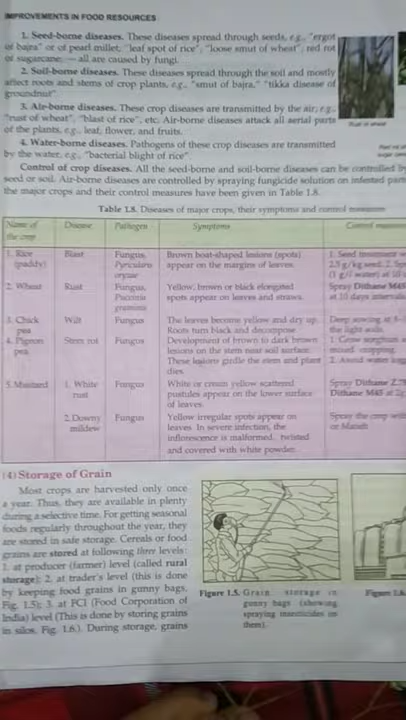 IMPROVEMENTS IN FOOD RESOURCES
1. Seed-borne diseases. These diseases spread through seeds, e.g., "ergot
of bajra" or of pearl millet; "leaf spot of rice", "loose smut of wheat", red rot
of sugarcane, — all are caused by fungi.
2. Soil-borne diseases. These diseases spread through the soil and mostly
affect roots and stems of crop plants, e.g., "smut of bajra," "tikka disease of
groundnut".
3. Air-borne diseases. These crop diseases are transmitted by the air, e.g.,
"rust of wheat", "blast of rice", etc. Air-borne diseases attack all aerial parts
of the plants, e.g., leaf, flower, and fruits.
Rust in wheat
4. Water-borne diseases. Pathogens of these crop diseases are transmitted
by the water, e.g., "bacterial blight of rice"
Control of crop diseases. All the seed-borne and soil-borne diseases can be controlled by
seed or soil. Air-borne diseases are controlled by spraying fungicide solution on infested part
the major crops and their control measures have been given in Table 1.8.
Table 1.8. Diseases of major crops, their symptoms and control measures
Name of the crop Disease Pathogen Symptoms Control measures
1. Rice (paddy) Blast Fungus, Pyricularia oryzae Brown boat-shaped lesions (spots) appear on the margins of leaves. 1. Seed treatment 2.5 g/kg seed. 2. (1 g/l water) at 10
2. Wheat Rust Fungus, Puccinia graminis Yellow, brown or black elongated spots appear on leaves and straws. Spray Dithane M45 at 10 days intervals
3. Chick pea Wilt Fungus The leaves become yellow and dry up. Roots turn black and decompose. Deep sowing at the light soils.
4. Pigeon pea Stem rot Fungus Development of brown to dark brown lesions on the stem near soil surface. These lesions girdle the stem and plant dies. 1. Grow sorghum mixed cropping. 2. Avoid water
5. Mustard 1. White rust Fungus White or cream yellow scattered pustules appear on the lower surface of leaves. Spray Dithane Z.78 Dithane M45 at 2g
2. Downy mildew Fungus Yellow irregular spots appear on leaves. In severe infection, the inflorescence is malformed, twisted and covered with white powder. Spray the crop with or Maneb
(4) Storage of Grain
Most crops are harvested only once
a year. Thus, they are available in plenty
during a selective time. For getting seasonal
foods regularly throughout the year, they
are stored in safe storage. Cereals or food
grains are stored at following three levels :
1. at producer (farmer) level (called rural
storage); 2. at trader's level (this is done
by keeping food grains in gunny bags,
Fig. 1.5); 3. at FCI (Food Corporation of
India) level (This is done by storing grains
in silos, Fig. 1.6.). During storage, grains
Figure 1.5. Grain storage in
gunny bags (showing
spraying insecticides on
them).
Figure 1.6.